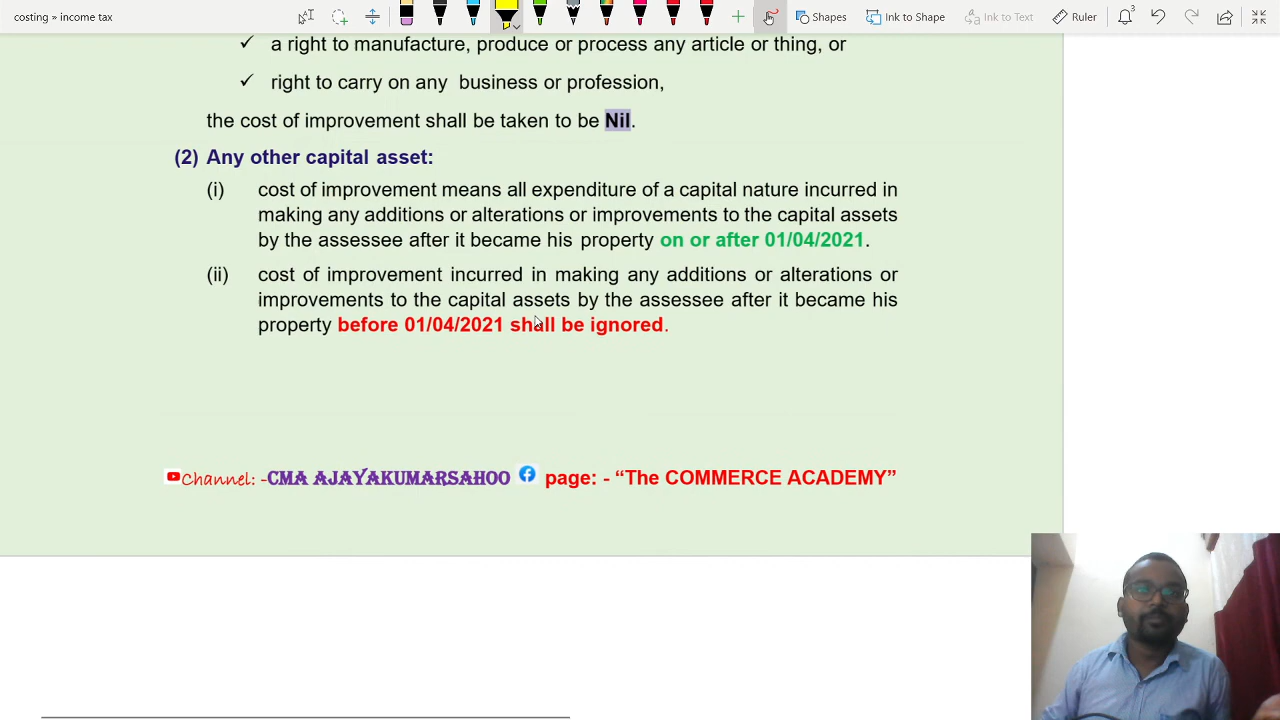 costing » income tax
Shapes
Ink to Shape
Ink to Text
Ruler
✓ a right to manufacture, produce or process any article or thing, or
✓ right to carry on any business or profession,
the cost of improvement shall be taken to be Nil.
(2) Any other capital asset:
(i) cost of improvement means all expenditure of a capital nature incurred in
making any additions or alterations or improvements to the capital assets
by the assessee after it became his property on or after 01/04/2021.
(ii) cost of improvement incurred in making any additions or alterations or
improvements to the capital assets by the assessee after it became his
property before 01/04/2021 shall be ignored.
Channel: -CMA AJAYAKUMARSAHOO page: - “The COMMERCE ACADEMY”